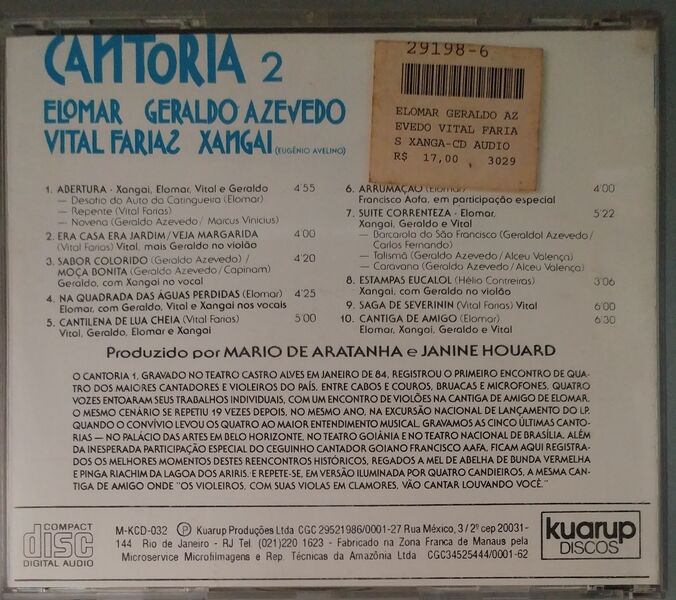 CANTORIA 2
29198-6
ELOMAR GERALDO AZ
EVEDO VITAL FARIA
S XANGA-CD AUDIO
R$ 17,00 3029
ELOMAR GERALDO AZEVEDO
VITAL FARIAS XANGAI (EUGÊNIO AVELINO)
1. ABERTURA - Xangai, Elomar, Vital e Geraldo 4 55
— Desafio do Auto da Catingueira (Elomar)
— Repente (Vital Farias)
— Novena (Geraldo Azevedo/ Marcus Vinicius)
2. ERA CASA ERA JARDIM/VEJA MARGARIDA 4 00
(Vital Farias) Vital, mais Geraldo no violão
3. SABOR COLORIDO (Geraldo Azevedo) / 4'20
MOÇA BONITA (Geraldo Azevedo/Capinam)
Geraldo, com Xangai no vocal
4. NA QUADRADA DAS ÁGUAS PERDIDAS (Elomar) 4'25
Elomar, com Geraldo, Vital e Xangai nos vocais
5. CANTILENA DE LUA CHEIA (Vital Farias) 5'00
Vital, Geraldo, Elomar e Xangai
6. ARRUMAÇÃO (Elomar) 4 00
Francisco Aafa, em participação especial
7. SUITE CORRENTEZA - Elomar, 5'22
Xangai, Geraldo e Vital
— Barcarola do São Francisco (Geraldol Azevedo/
Carlos Fernando)
— Talismã (Geraldo Azevedo/Alceu Valença)
— Caravana (Geraldo Azevedo/Alceu Valença)
8. ESTAMPAS EUCALOL (Hélio Contreiras) 3'06
Xangai, com Geraldo no violão
9. SAGA DE SEVERININ (Vital Farias) Vital 6'00
10. CANTIGA DE AMIGO (Elomar) 6'30
Elomar, Xangai, Geraldo e Vital
Produzido por MARIO DE ARATANHA e JANINE HOUARD
O CANTORIA 1, GRAVADO NO TEATRO CASTRO ALVES EM JANEIRO DE 84, REGISTROU O PRIMEIRO ENCONTRO DE QUA-
TRO DOS MAIORES CANTADORES E VIOLEIROS DO PAÍS. ENTRE CABOS E COUROS, BRUACAS E MICROFONES, QUATRO
VOZES ENTOARAM SEUS TRABALHOS INDIVIDUAIS, COM UM ENCONTRO DE VIOLÕES NA CANTIGA DE AMIGO DE ELOMAR.
O MESMO CENÁRIO SE REPETIU 19 VEZES DEPOIS, NO MESMO ANO, NA EXCURSÃO NACIONAL DE LANÇAMENTO DO LP.
QUANDO O CONVÍVIO LEVOU OS QUATRO AO MAIOR ENTENDIMENTO MUSICAL, GRAVAMOS AS CINCO ÚLTIMAS CANTO-
RIAS — NO PALÁCIO DAS ARTES EM BELO HORIZONTE, NO TEATRO GOIÂNIA E NO TEATRO NACIONAL DE BRASÍLIA. ALÉM
DA INESPERADA PARTICIPAÇÃO ESPECIAL DO CEGUINHO CANTADOR GOIANO FRANCISCO AAFA, FICAM AQUI REGISTRA-
DOS OS MELHORES MOMENTOS DESTES REENCONTROS HISTÓRICOS, REGADOS A MEL DE ABELHA DE BUNDA VERMELHA
E PINGA RIACHIM DA LAGOA DOS ARIRIS. E REPETE-SE, EM VERSÃO ILUMINADA POR QUATRO CANDIEIROS, A MESMA CAN-
TIGA DE AMIGO ONDE "OS VIOLEIROS, COM SUAS VIOLAS EM CLAMORES, VÃO CANTAR LOUVANDO VOCÊ."
COMPACT
disc
DIGITAL AUDIO
M-KCD-032 Ⓟ Kuarup Produções Ltda CGC 29521986/0001-27 Rua México, 3/2º cep 20031-
144 Rio de Janeiro - RJ Tel (021)220 1623 - Fabricado na Zona Franca de Manaus pela
Microservice Microfilmagens e Rep. Técnicas da Amazônia Ltda CGC34525444/0001-62
kuarup
DISCOS